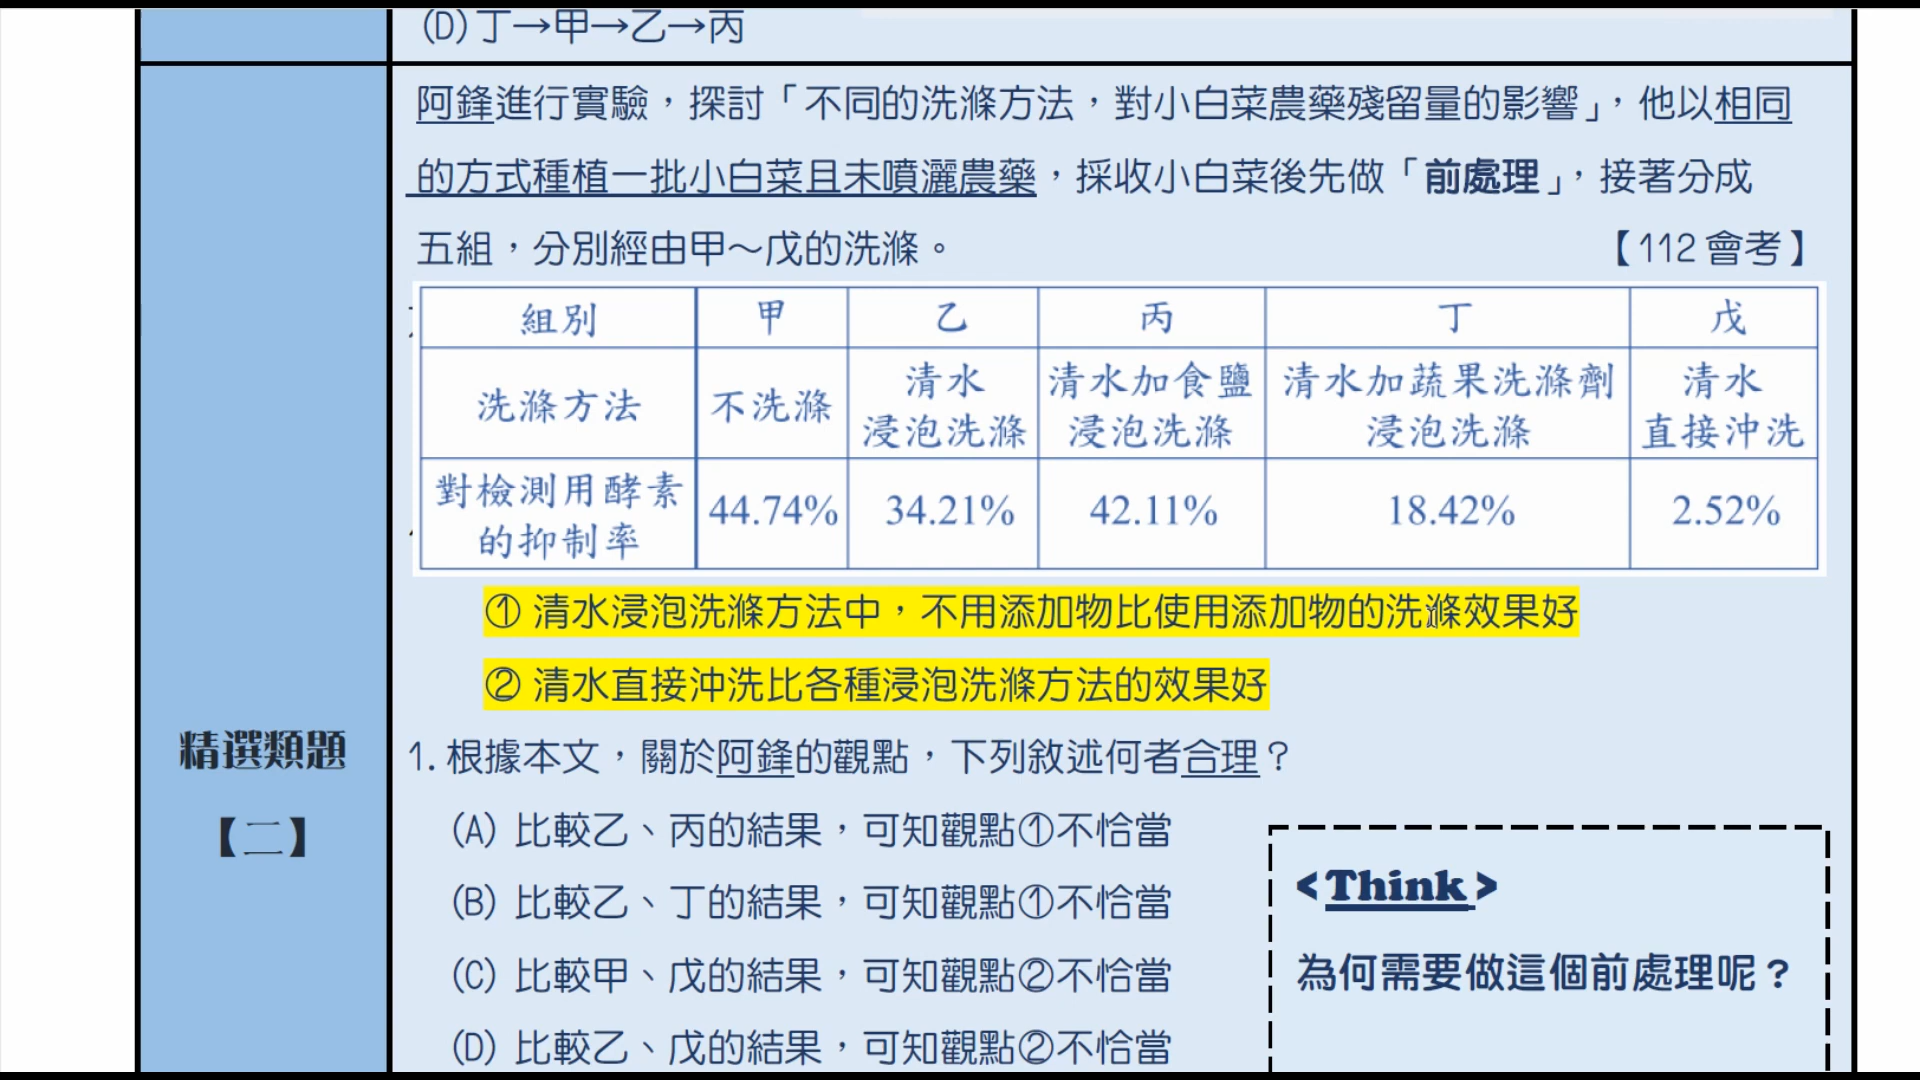 (D) 丁→甲→乙→丙
阿鋒進行實驗，探討「不同的洗滌方法，對小白菜農藥殘留量的影響」，他以相同
的方式種植一批小白菜且未噴灑農藥，採收小白菜後先做「前處理」，接著分成
五組，分別經由甲～戊的洗滌。 【112 會考】
組別 甲 乙 丙 丁 戊
洗滌方法 不洗滌 清水浸泡洗滌 清水加食鹽浸泡洗滌 清水加蔬果洗滌劑浸泡洗滌 清水直接沖洗
對檢測用酵素的抑制率 44.74% 34.21% 42.11% 18.42% 2.52%
① 清水浸泡洗滌方法中，不用添加物比使用添加物的洗滌效果好
② 清水直接沖洗比各種浸泡洗滌方法的效果好
精選類題
【二】
1. 根據本文，關於阿鋒的觀點，下列敘述何者合理？
(A) 比較乙、丙的結果，可知觀點①不恰當
(B) 比較乙、丁的結果，可知觀點①不恰當
(C) 比較甲、戊的結果，可知觀點②不恰當
(D) 比較乙、戊的結果，可知觀點②不恰當
<Think>
為何需要做這個前處理呢？